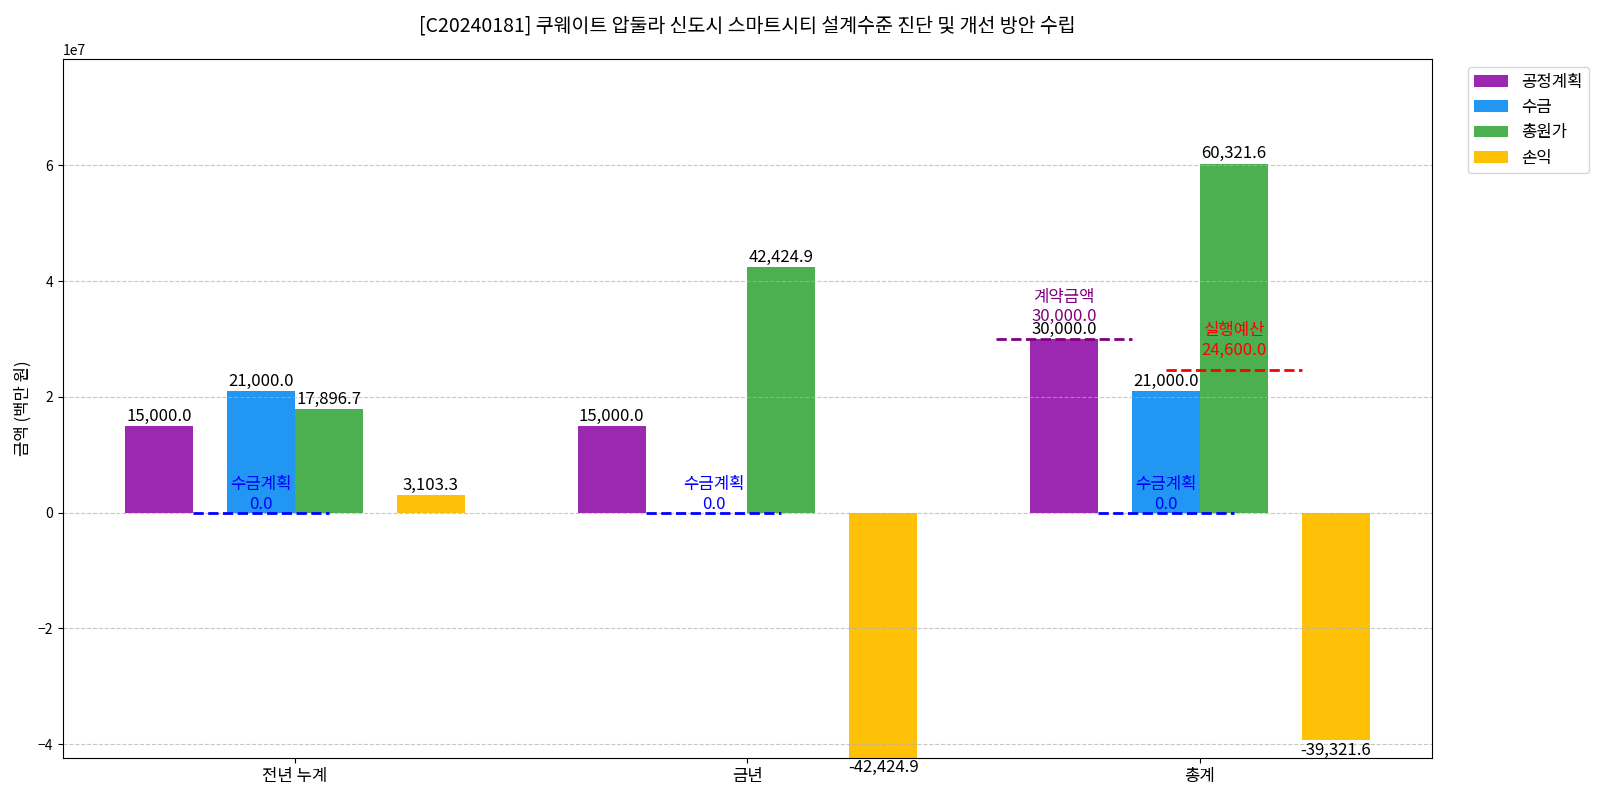 [C20240181] 쿠웨이트 압둘라 신도시 스마트시티 설계수준 진단 및 개선 방안 수립
1e7
공정계획
수금
총원가
손익
금액 (백만 원)
6
4
2
0
−2
−4
15,000.0
21,000.0
17,896.7
수금계획
0.0
3,103.3
15,000.0
수금계획
0.0
42,424.9
-42,424.9
계약금액
30,000.0
30,000.0
21,000.0
수금계획
0.0
60,321.6
실행예산
24,600.0
-39,321.6
전년 누계
금년
총계